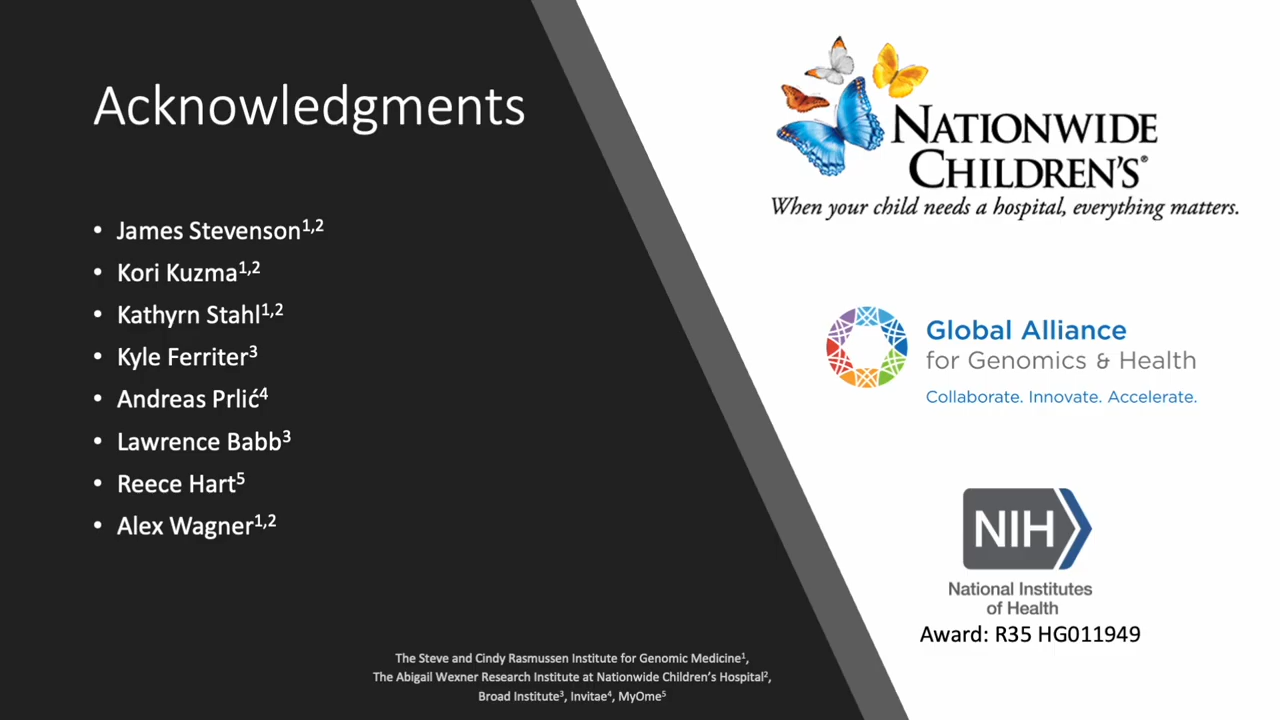 Acknowledgments
• James Stevenson1,2
• Kori Kuzma1,2
• Kathyrn Stahl1,2
• Kyle Ferriter3
• Andreas Prlić4
• Lawrence Babb3
• Reece Hart5
• Alex Wagner1,2
The Steve and Cindy Rasmussen Institute for Genomic Medicine1,
The Abigail Wexner Research Institute at Nationwide Children's Hospital2,
Broad Institute3, Invitae4, MyOme5
NATIONWIDE
CHILDREN'S®
When your child needs a hospital, everything matters.
Global Alliance
for Genomics & Health
Collaborate. Innovate. Accelerate.
NIH
National Institutes
of Health
Award: R35 HG011949